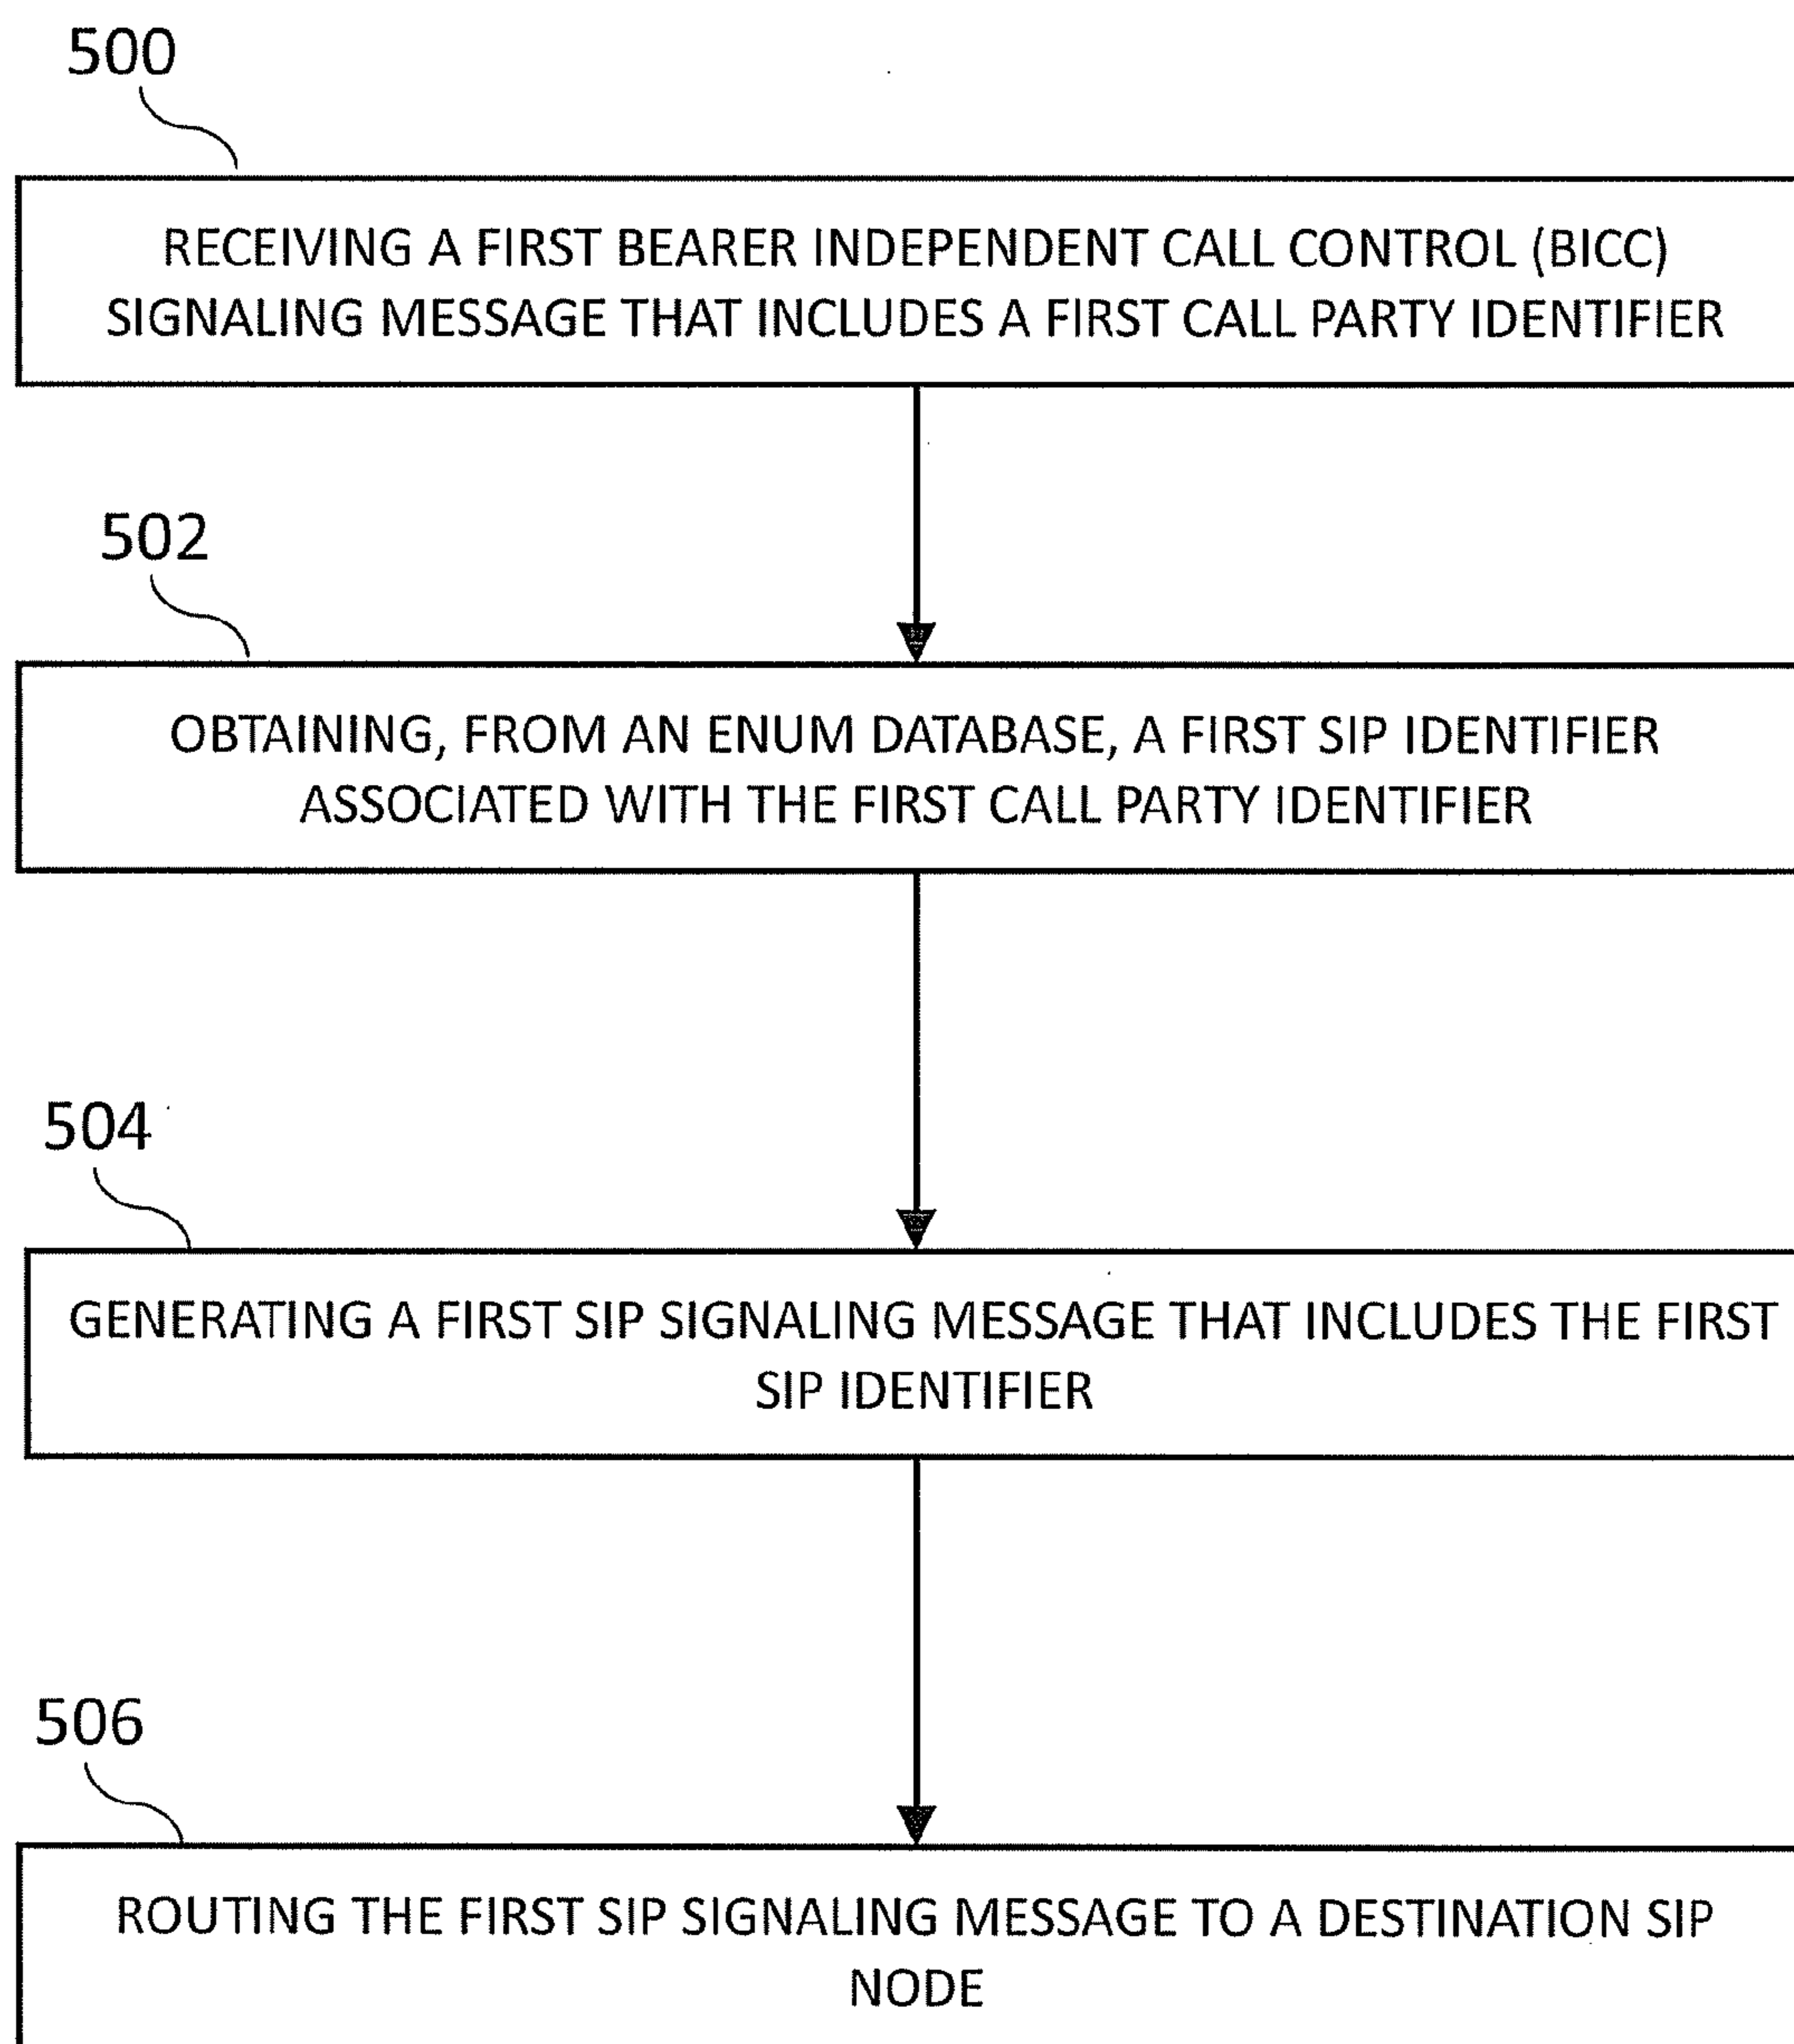 500
RECEIVING A FIRST BEARER INDEPENDENT CALL CONTROL (BICC)
SIGNALING MESSAGE THAT INCLUDES A FIRST CALL PARTY IDENTIFIER
502
OBTAINING, FROM AN ENUM DATABASE, A FIRST SIP IDENTIFIER
ASSOCIATED WITH THE FIRST CALL PARTY IDENTIFIER
504
GENERATING A FIRST SIP SIGNALING MESSAGE THAT INCLUDES THE FIRST
SIP IDENTIFIER
506
ROUTING THE FIRST SIP SIGNALING MESSAGE TO A DESTINATION SIP
NODE